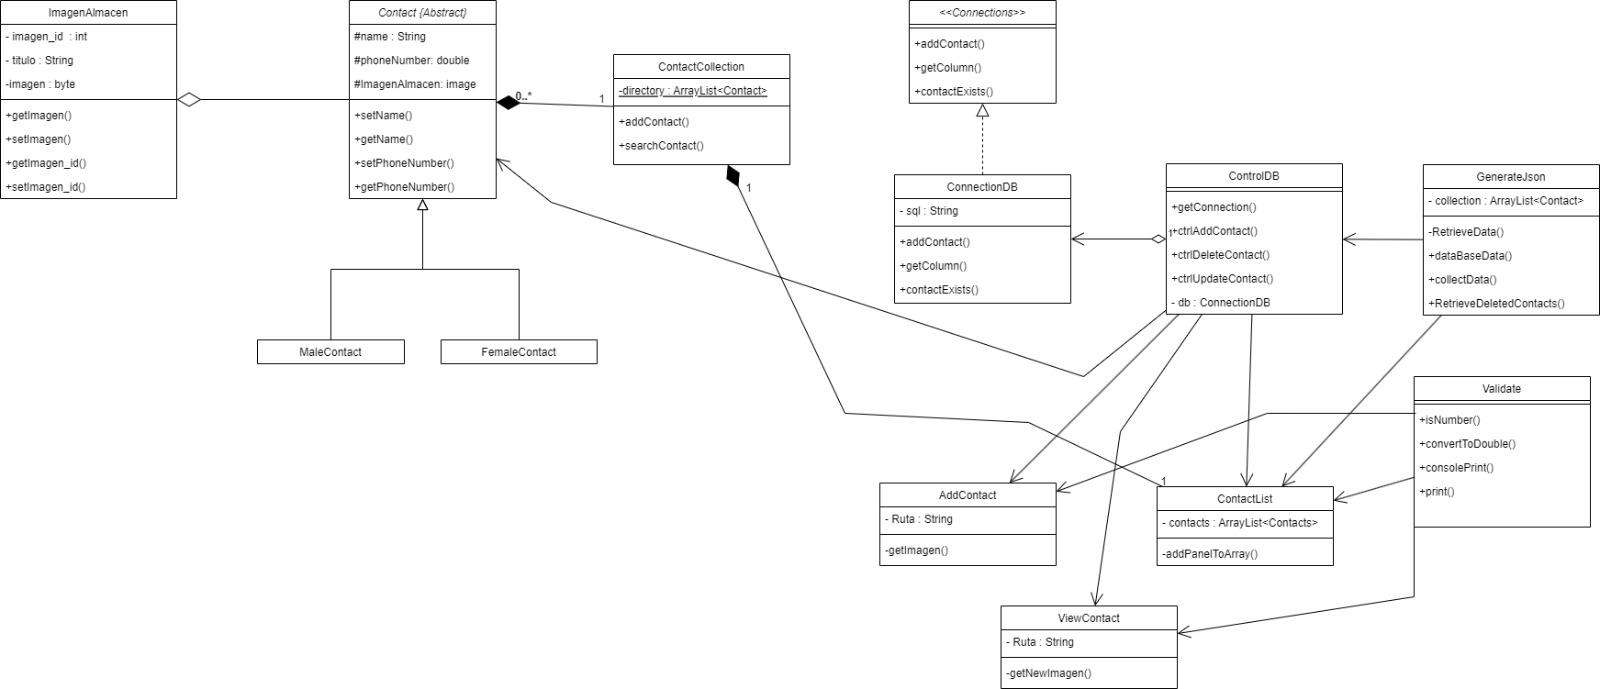 ImagenAlmacen
- imagen_id : int
- titulo : String
-imagen : byte
+getImagen()
+setImagen()
+getImagen_id()
+setImagen_id()
Contact {Abstract}
#name : String
#phoneNumber: double
#ImagenAlmacen: image
+setName()
+getName()
+setPhoneNumber()
+getPhoneNumber()
0..*
1
ContactCollection
-directory : ArrayList<Contact>
+addContact()
+searchContact()
1
<<Connections>>
+addContact()
+getColumn()
+contactExists()
ConnectionDB
- sql : String
+addContact()
+getColumn()
+contactExists()
1
ControlDB
+getConnection()
+ctrlAddContact()
+ctrlDeleteContact()
+ctrlUpdateContact()
- db : ConnectionDB
GenerateJson
- collection : ArrayList<Contact>
-RetrieveData()
+dataBaseData()
+collectData()
+RetrieveDeletedContacts()
MaleContact
FemaleContact
Validate
+isNumber()
+convertToDouble()
+consolePrint()
+print()
AddContact
- Ruta : String
-getImagen()
1
ContactList
- contacts : ArrayList<Contacts>
-addPanelToArray()
ViewContact
- Ruta : String
-getNewImagen()